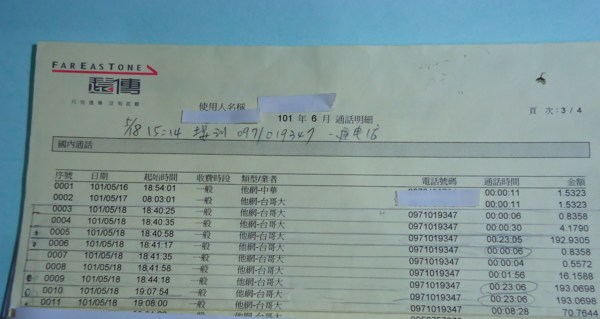 FAREASTONE
遠傳
使用人名稱
101 年 6 月 通話明細
頁 次:3 / 4
5/18 15:14 撥到 0971019347
國內通話
序號 日期 起始時間 收費時段 類型/業者 電話號碼 通話時間 金額
0001 101/05/16 18:54:01 一般 他網-中華 00:00:11 1.5323
0002 101/05/17 08:03:01 一般 他網-台哥大 00:00:11 1.5323
0003 101/05/18 18:40:25 一般 他網-台哥大 0971019347 00:00:06 0.8358
0004 101/05/18 18:40:35 一般 他網-台哥大 0971019347 00:00:30 4.1790
0005 101/05/18 18:40:58 一般 他網-台哥大 0971019347 00:23:05 192.9305
0006 101/05/18 18:41:17 一般 他網-台哥大 0971019347 00:00:06 0.8358
0007 101/05/18 18:41:35 一般 他網-台哥大 0971019347 00:00:04 0.5572
0008 101/05/18 18:41:58 一般 他網-台哥大 0971019347 00:01:56 16.1588
0009 101/05/18 18:44:18 一般 他網-台哥大 0971019347 00:23:06 193.0698
0010 101/05/18 19:07:54 一般 他網-台哥大 0971019347 00:23:06 193.0698
0011 101/05/18 19:08:00 一般 他網-台哥大 0971019347 00:08:28 70.7644